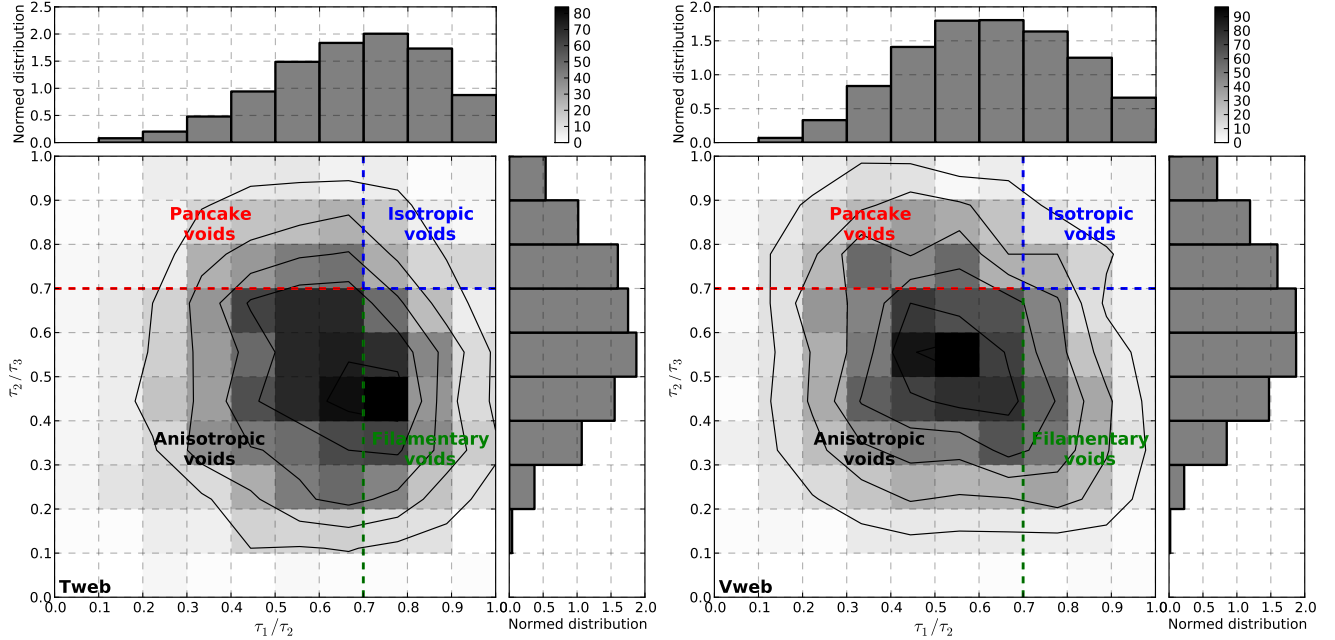 2.5
2.0
1.5
1.0
0.5
0.0
Normed distribution
80
70
60
50
40
30
20
10
0
1.0
0.9
0.8
0.7
0.6
0.5
0.4
0.3
0.2
0.1
0.0
τ2/τ3
Pancake
voids
Isotropic
voids
Anisotropic
voids
Filamentary
voids
Tweb
0.0 0.1 0.2 0.3 0.4 0.5 0.6 0.7 0.8 0.9 1.0
τ1/τ2
0.0 0.5 1.0 1.5 2.0
Normed distribution
2.0
1.5
1.0
0.5
0.0
Normed distribution
90
80
70
60
50
40
30
20
10
0
1.0
0.9
0.8
0.7
0.6
0.5
0.4
0.3
0.2
0.1
0.0
τ2/τ3
Pancake
voids
Isotropic
voids
Anisotropic
voids
Filamentary
voids
Vweb
0.0 0.1 0.2 0.3 0.4 0.5 0.6 0.7 0.8 0.9 1.0
τ1/τ2
0.0 0.5 1.0 1.5 2.0
Normed distribution